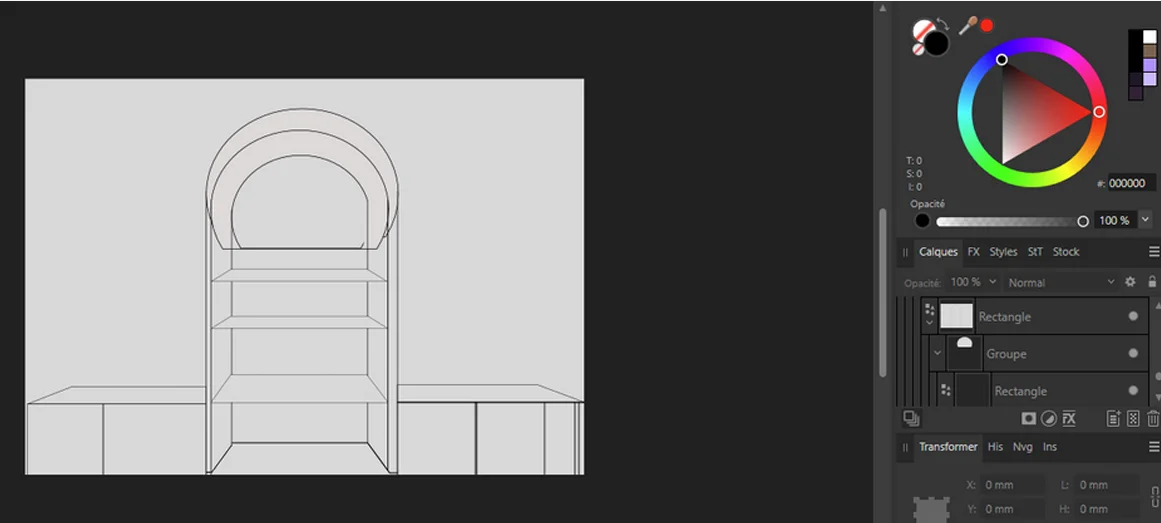 T: 0
S: 0
I: 0
#: 000000
Opacité
100 %
Calques FX Styles StT Stock
Opacité: 100 % Normal
Rectangle
Groupe
Rectangle
Transformer His Nvg Ins
X: 0 mm L: 0 mm
Y: 0 mm H: 0 mm